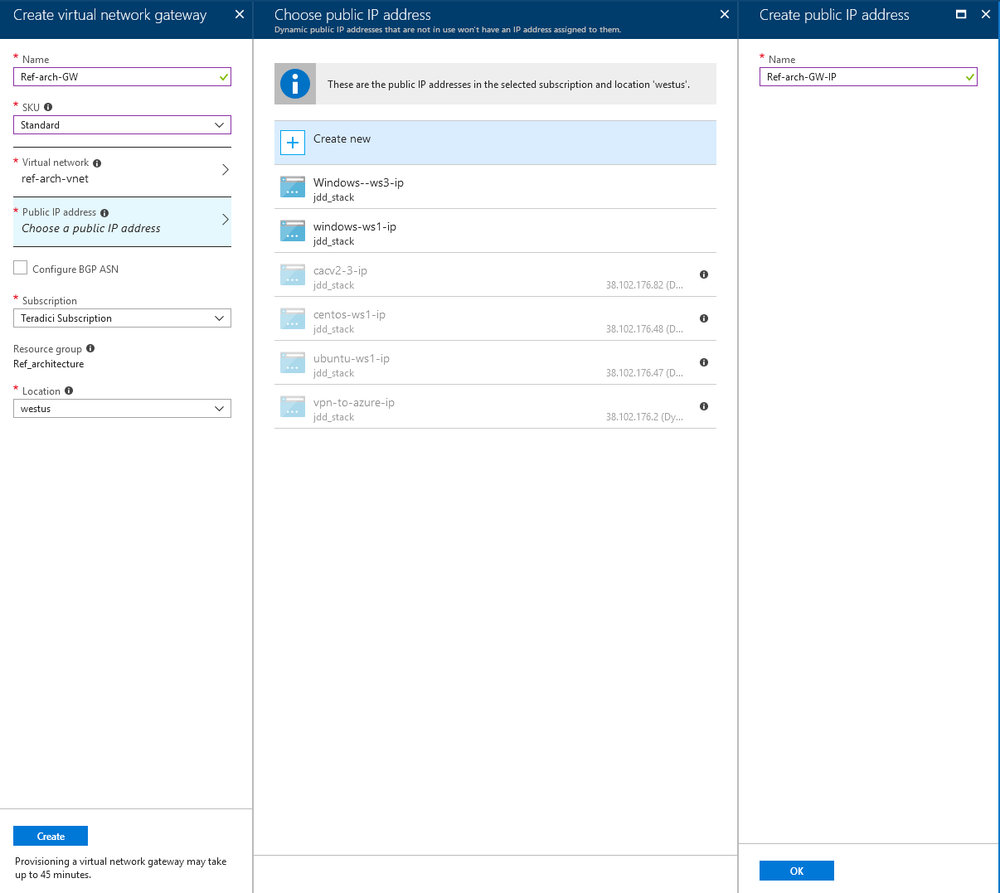 Create virtual network gateway
* Name
Ref-arch-GW
* SKU
Standard
* Virtual network
ref-arch-vnet
* Public IP address
Choose a public IP address
Configure BGP ASN
* Subscription
Teradici Subscription
Resource group
Ref_architecture
* Location
westus
Create
Provisioning a virtual network gateway may take
up to 45 minutes.
Choose public IP address
Dynamic public IP addresses that are not in use won't have an IP address assigned to them.
These are the public IP addresses in the selected subscription and location 'westus'.
Create new
Windows--ws3-ip
jdd_stack
windows-ws1-ip
jdd_stack
cacv2-3-ip
jdd_stack 38.102.176.82 (D...
centos-ws1-ip
jdd_stack 38.102.176.48 (D...
ubuntu-ws1-ip
jdd_stack 38.102.176.47 (D...
vpn-to-azure-ip
jdd_stack 38.102.176.2 (Dy...
Create public IP address
* Name
Ref-arch-GW-IP
OK